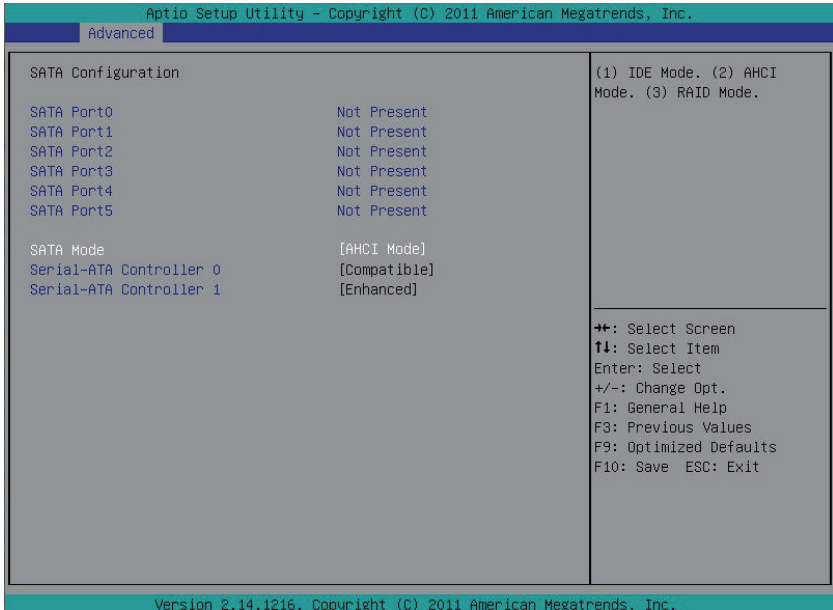 Aptio Setup Utility – Copyright (C) 2011 American Megatrends, Inc.
Advanced
SATA Configuration
SATA Port0 Not Present
SATA Port1 Not Present
SATA Port2 Not Present
SATA Port3 Not Present
SATA Port4 Not Present
SATA Port5 Not Present
SATA Mode [AHCI Mode]
Serial-ATA Controller 0 [Compatible]
Serial-ATA Controller 1 [Enhanced]
(1) IDE Mode. (2) AHCI
Mode. (3) RAID Mode.
→←: Select Screen
↑↓: Select Item
Enter: Select
+/-: Change Opt.
F1: General Help
F3: Previous Values
F9: Optimized Defaults
F10: Save ESC: Exit
Version 2.14.1216. Copyright (C) 2011 American Megatrends, Inc.